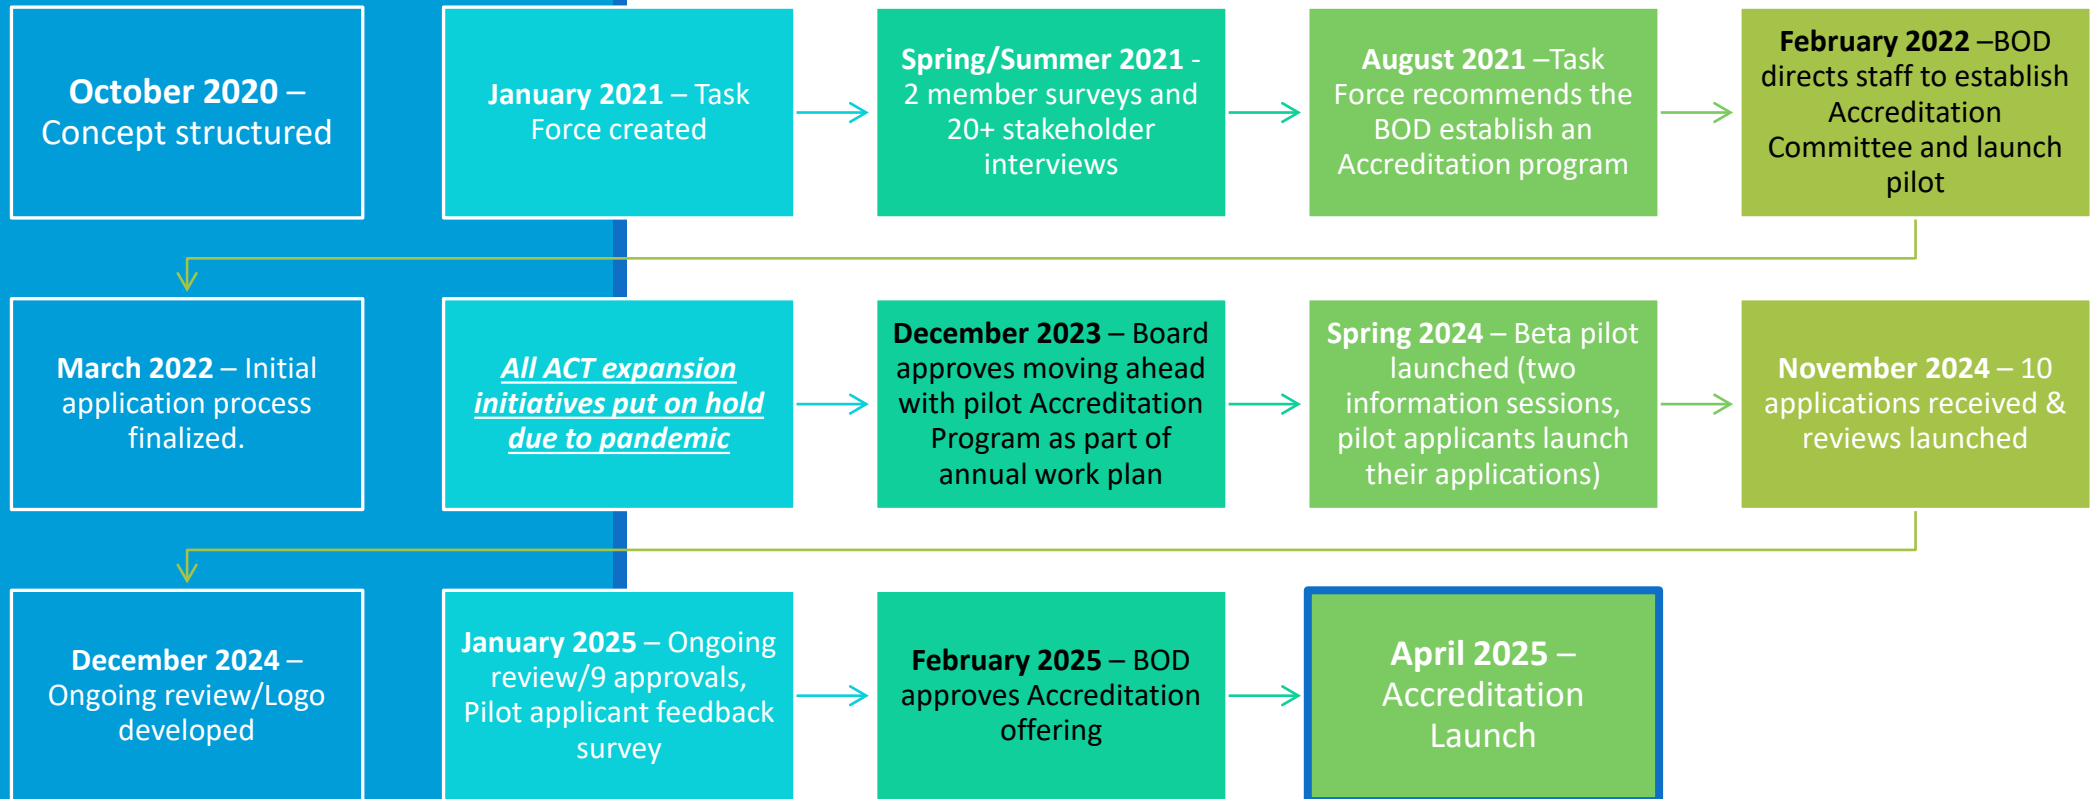 October 2020 –
Concept structured
January 2021 – Task
Force created
Spring/Summer 2021 -
2 member surveys and
20+ stakeholder
interviews
August 2021 –Task
Force recommends the
BOD establish an
Accreditation program
February 2022 –BOD
directs staff to establish
Accreditation
Committee and launch
pilot
March 2022 – Initial
application process
finalized.
All ACT expansion
initiatives put on hold
due to pandemic
December 2023 – Board
approves moving ahead
with pilot Accreditation
Program as part of
annual work plan
Spring 2024 – Beta pilot
launched (two
information sessions,
pilot applicants launch
their applications)
November 2024 – 10
applications received &
reviews launched
December 2024 –
Ongoing review/Logo
developed
January 2025 – Ongoing
review/9 approvals,
Pilot applicant feedback
survey
February 2025 – BOD
approves Accreditation
offering
April 2025 –
Accreditation
Launch